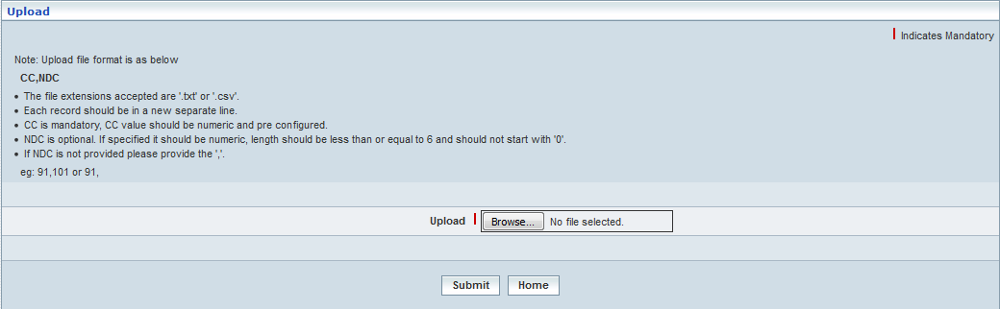 Upload
Indicates Mandatory
Note: Upload file format is as below
CC,NDC
• The file extensions accepted are '.txt' or '.csv'.
• Each record should be in a new separate line.
• CC is mandatory, CC value should be numeric and pre configured.
• NDC is optional. If specified it should be numeric, length should be less than or equal to 6 and should not start with '0'.
• If NDC is not provided please provide the ','.
eg: 91,101 or 91,
Upload Browse... No file selected.
Submit Home